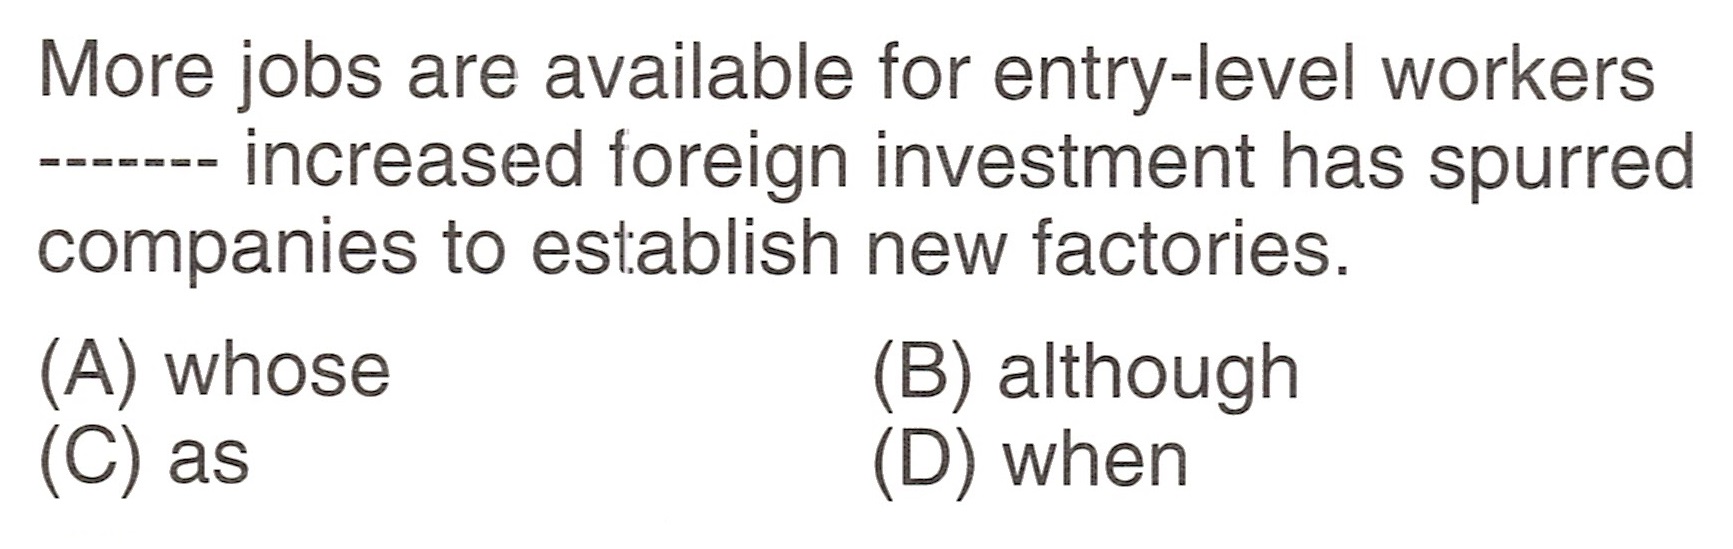 More jobs are available for entry-level workers
------- increased foreign investment has spurred
companies to establish new factories.
(A) whose (B) although
(C) as (D) when